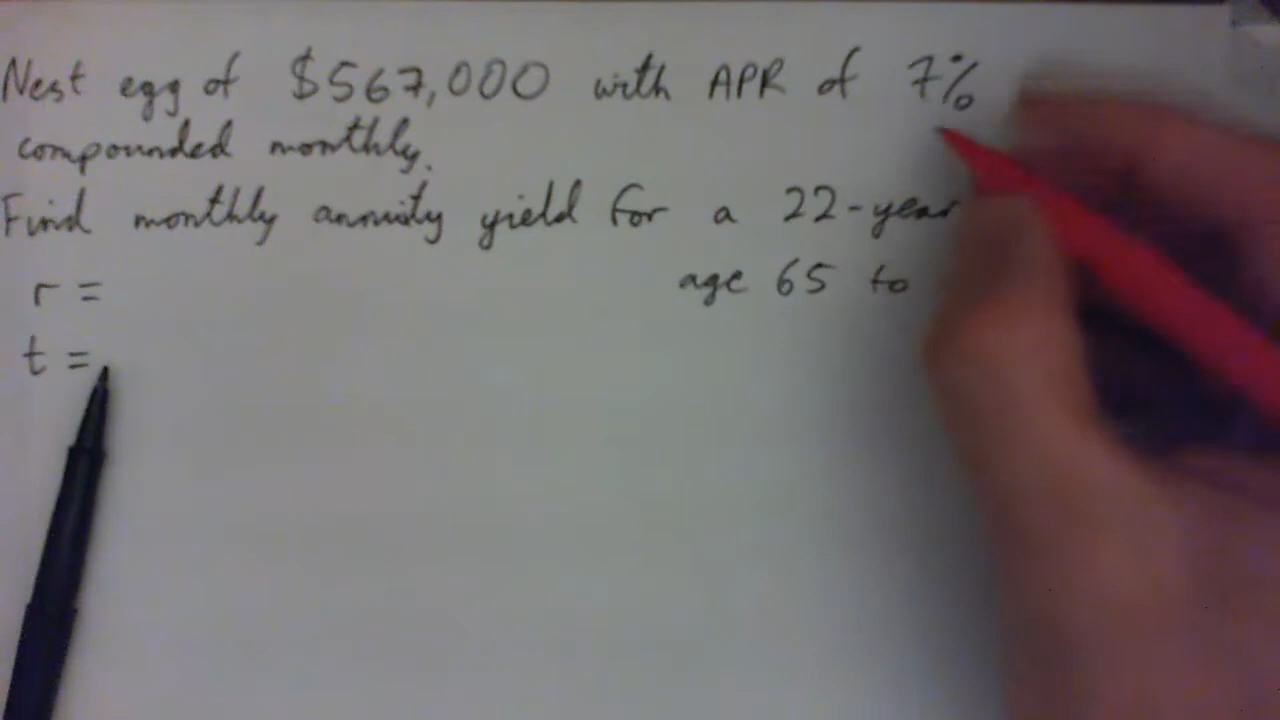 Nest egg of $567,000 with APR of 7%
compounded monthly.
Find monthly annuity yield for a 22-year
age 65 to
r =
t =